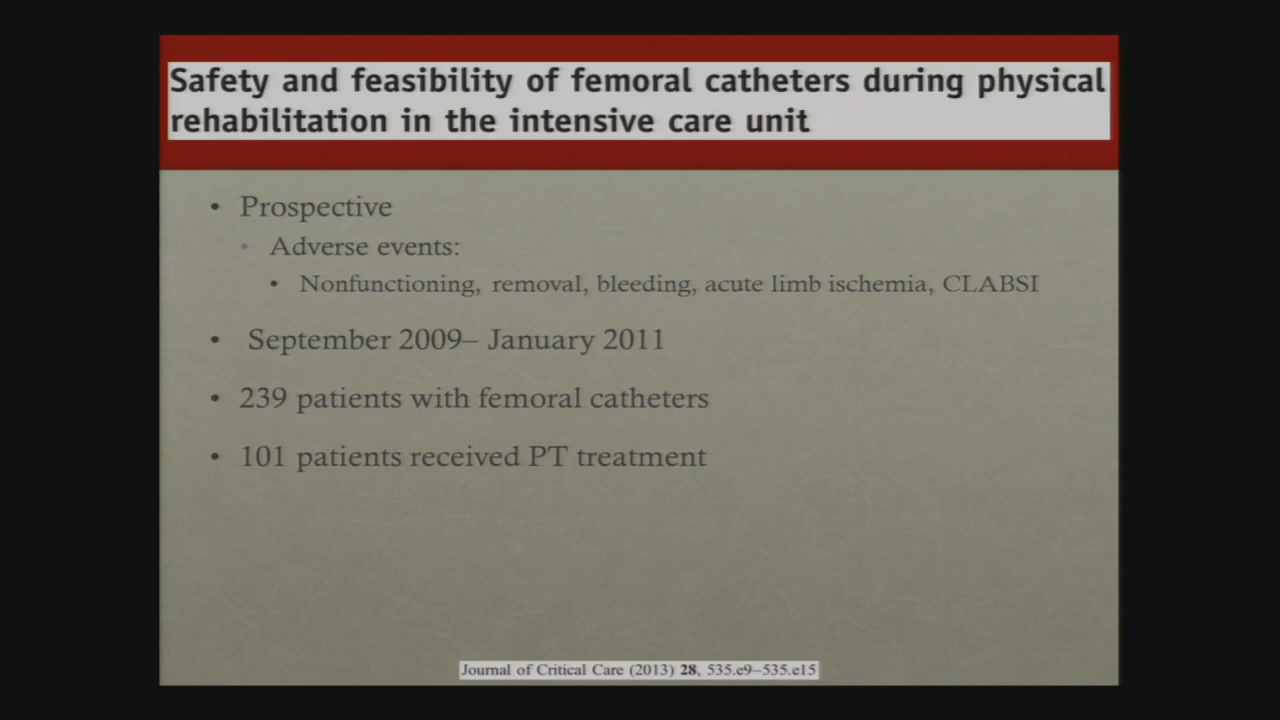 Safety and feasibility of femoral catheters during physical
rehabilitation in the intensive care unit
• Prospective
• Adverse events:
• Nonfunctioning, removal, bleeding, acute limb ischemia, CLABSI
• September 2009– January 2011
• 239 patients with femoral catheters
• 101 patients received PT treatment
Journal of Critical Care (2013) 28, 535.e9–535.e15